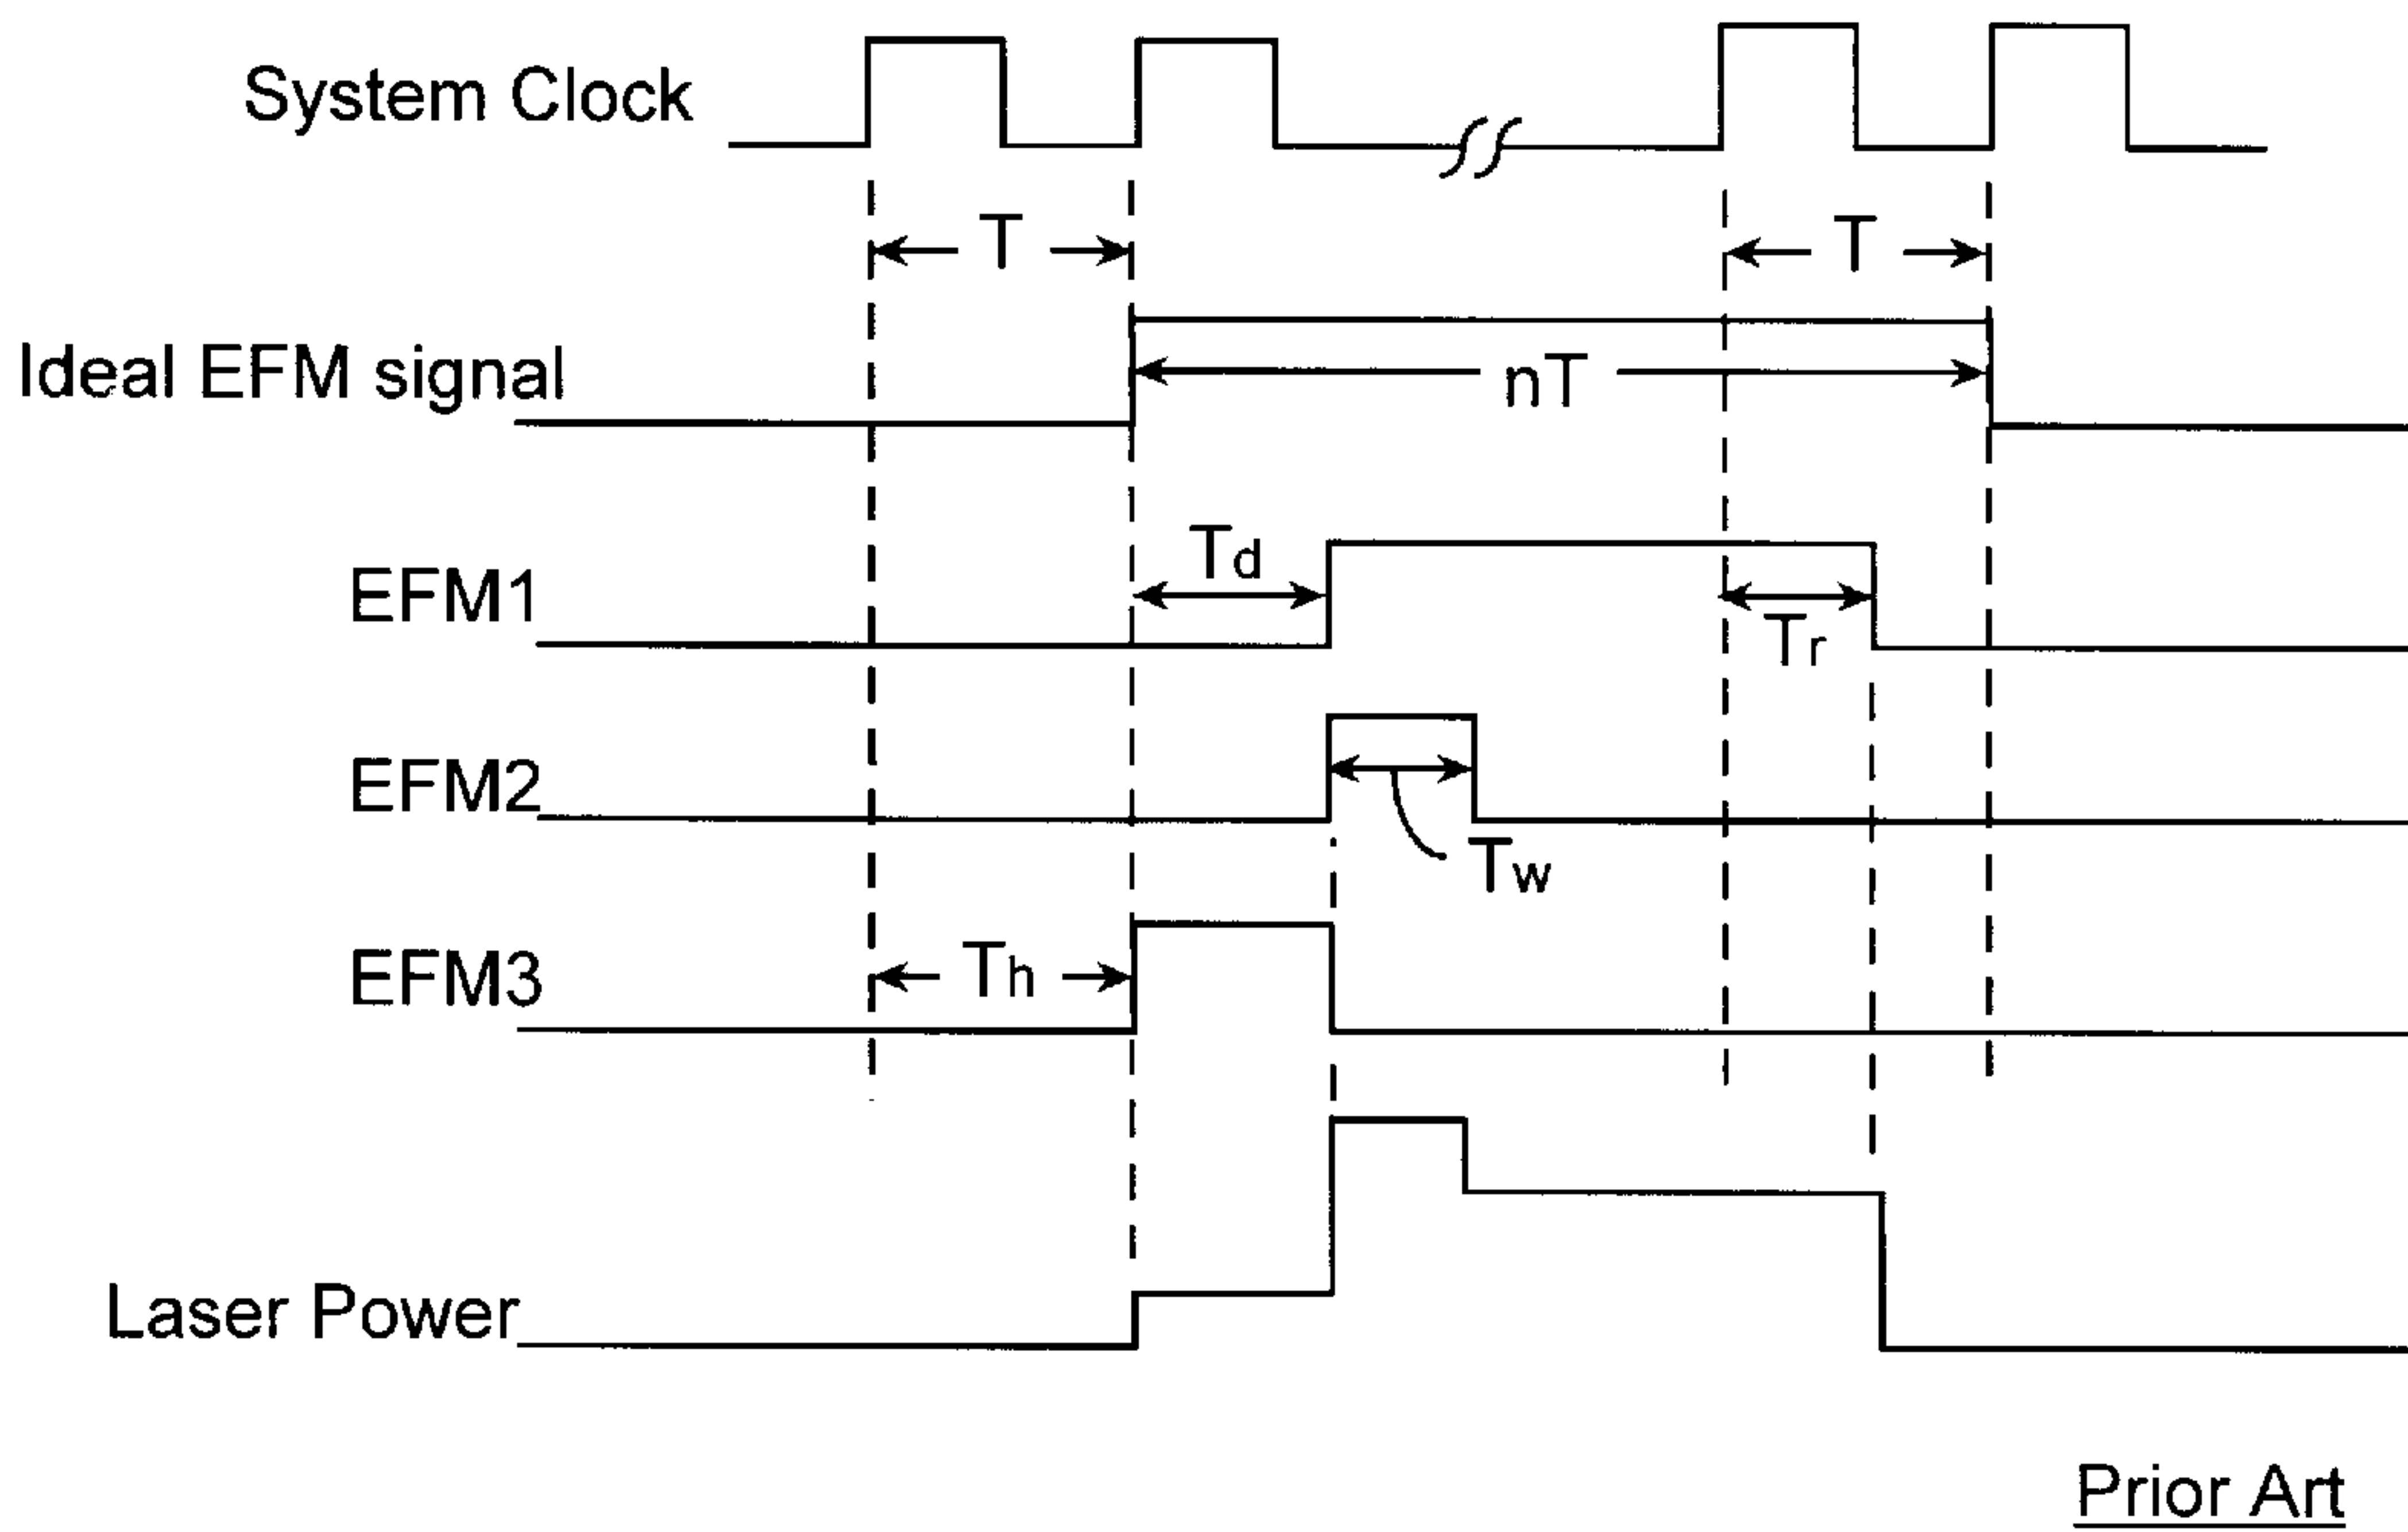 System Clock
T
T
Ideal EFM signal
nT
EFM1
Td
Tr
EFM2
Tw
EFM3
Th
Laser Power
Prior Art